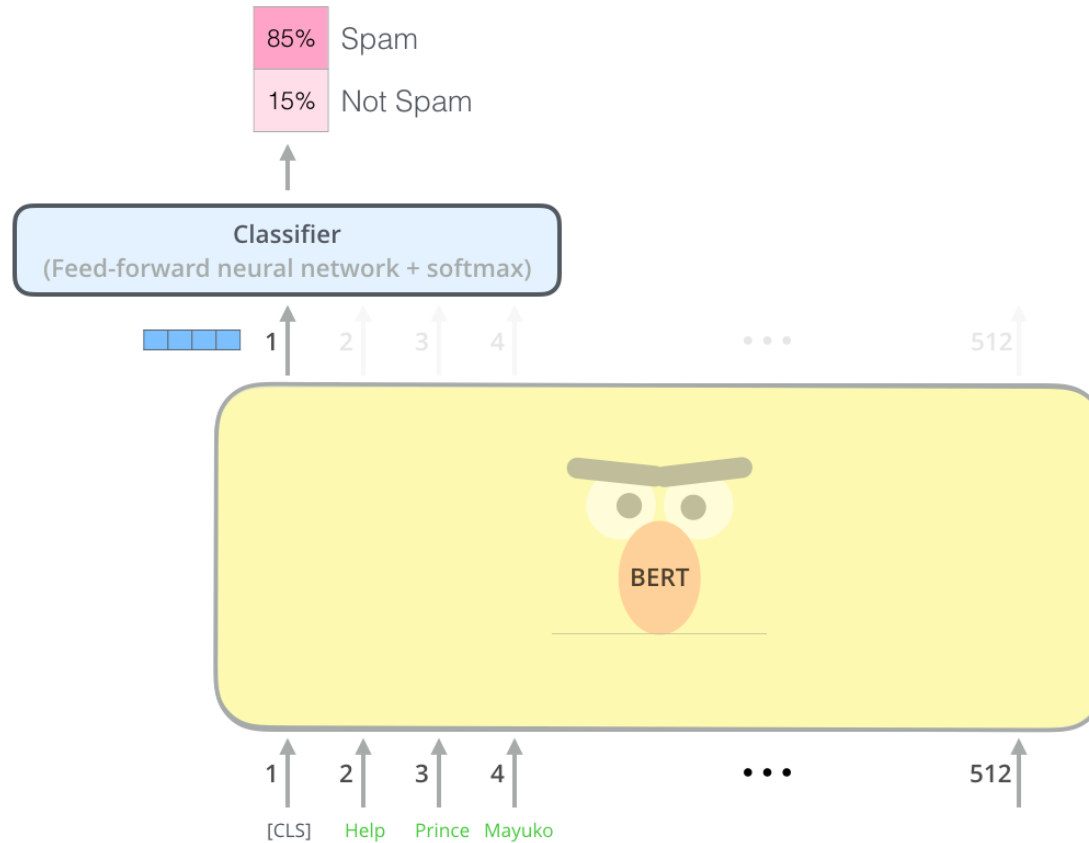 85% Spam
15% Not Spam
Classifier
(Feed-forward neural network + softmax)
1 2 3 4 ••• 512
BERT
1 2 3 4 ••• 512
[CLS] Help Prince Mayuko